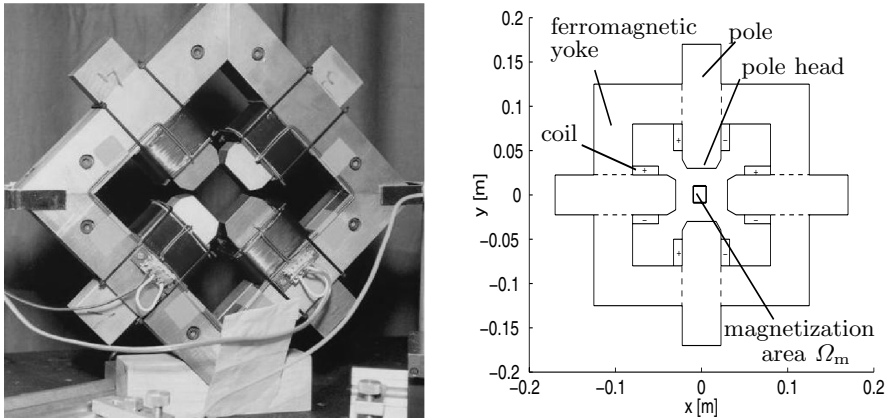 ferromagnetic
yoke
pole
pole head
coil
magnetization
area Ωm
y [m]
x [m]
0.2
0.15
0.1
0.05
0
−0.05
−0.1
−0.15
−0.2
−0.2
−0.1
0
0.1
0.2
+
−
+
+
−
−
+
−